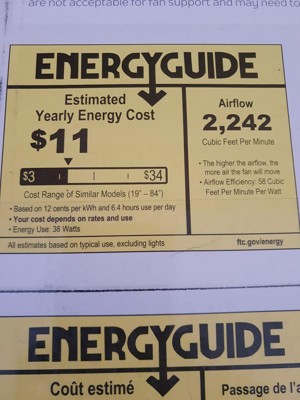 are not acceptable for fan support and may need to
ENERGYGUIDE
Estimated
Yearly Energy Cost
$11
$3
$34
Cost Range of Similar Models (19" – 84")
• Based on 12 cents per kWh and 6.4 hours use per day
• Your cost depends on rates and use
• Energy Use: 38 Watts
Airflow
2,242
Cubic Feet Per Minute
• The higher the airflow, the
more air the fan will move
• Airflow Efficiency: 58 Cubic
Feet Per Minute Per Watt
All estimates based on typical use, excluding lights
ftc.gov/energy
ENERGYGUIDE
Coût estimé
Passage de l'a